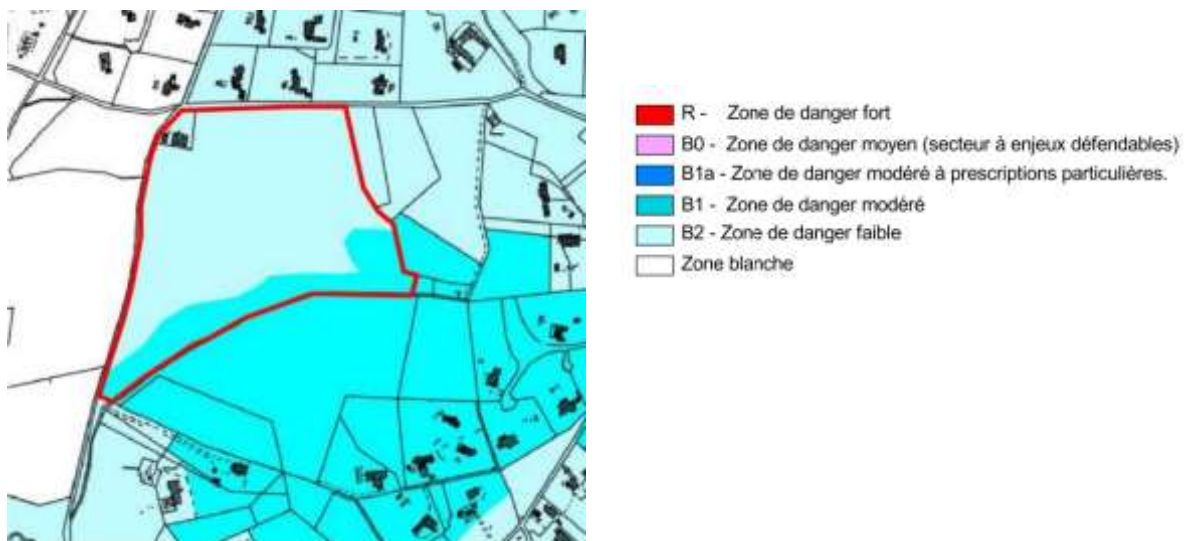 R - Zone de danger fort
B0 - Zone de danger moyen (secteur à enjeux défendables)
B1a - Zone de danger modéré à prescriptions particulières.
B1 - Zone de danger modéré
B2 - Zone de danger faible
Zone blanche